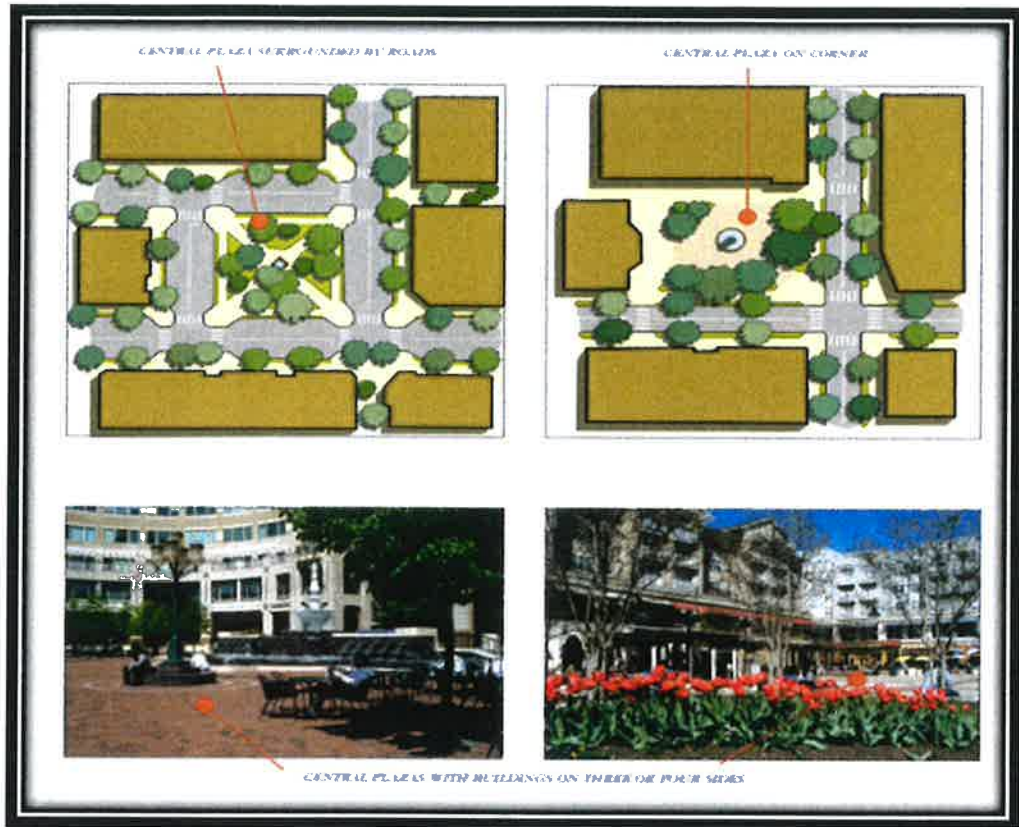 CENTRAL PLAZA SURROUNDED BY ROADS
CENTRAL PLAZA ON CORNER
CENTRAL PLAZAS WITH BUILDINGS ON THREE OR FOUR SIDES